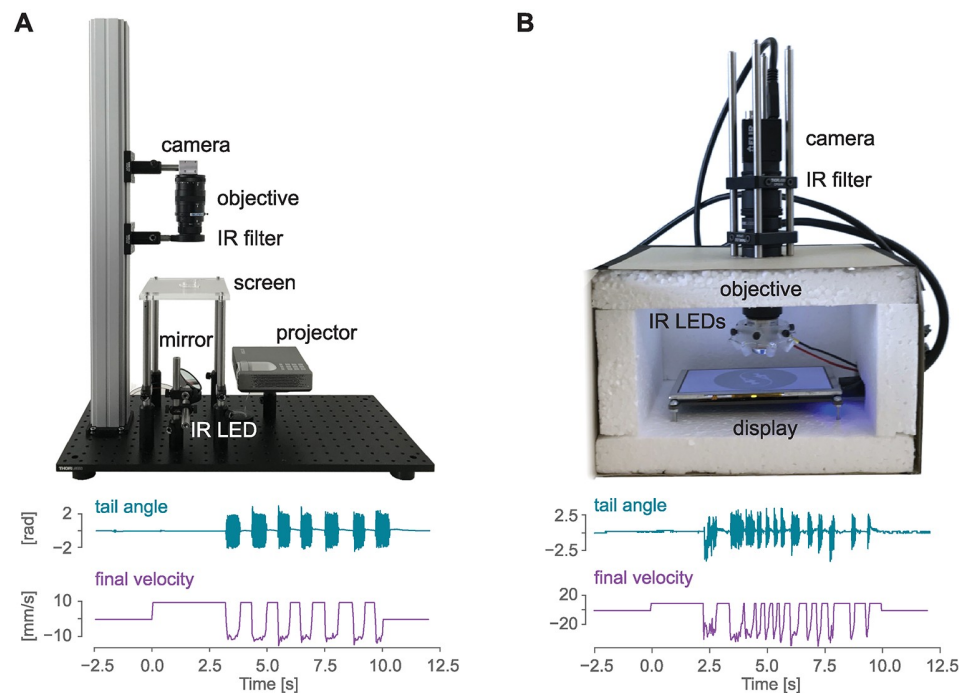 A
camera
objective
IR filter
screen
mirror
projector
IR LED
THORLABS
tail angle
[rad]
2
−2
final velocity
[mm/s]
10
−10
−2.5 0.0 2.5 5.0 7.5 10.0 12.5
Time [s]
B
FLIR
camera
IR filter
objective
IR LEDs
display
tail angle
2.5
−2.5
final velocity
20
−20
−2.5 0.0 2.5 5.0 7.5 10.0 12.5
Time [s]